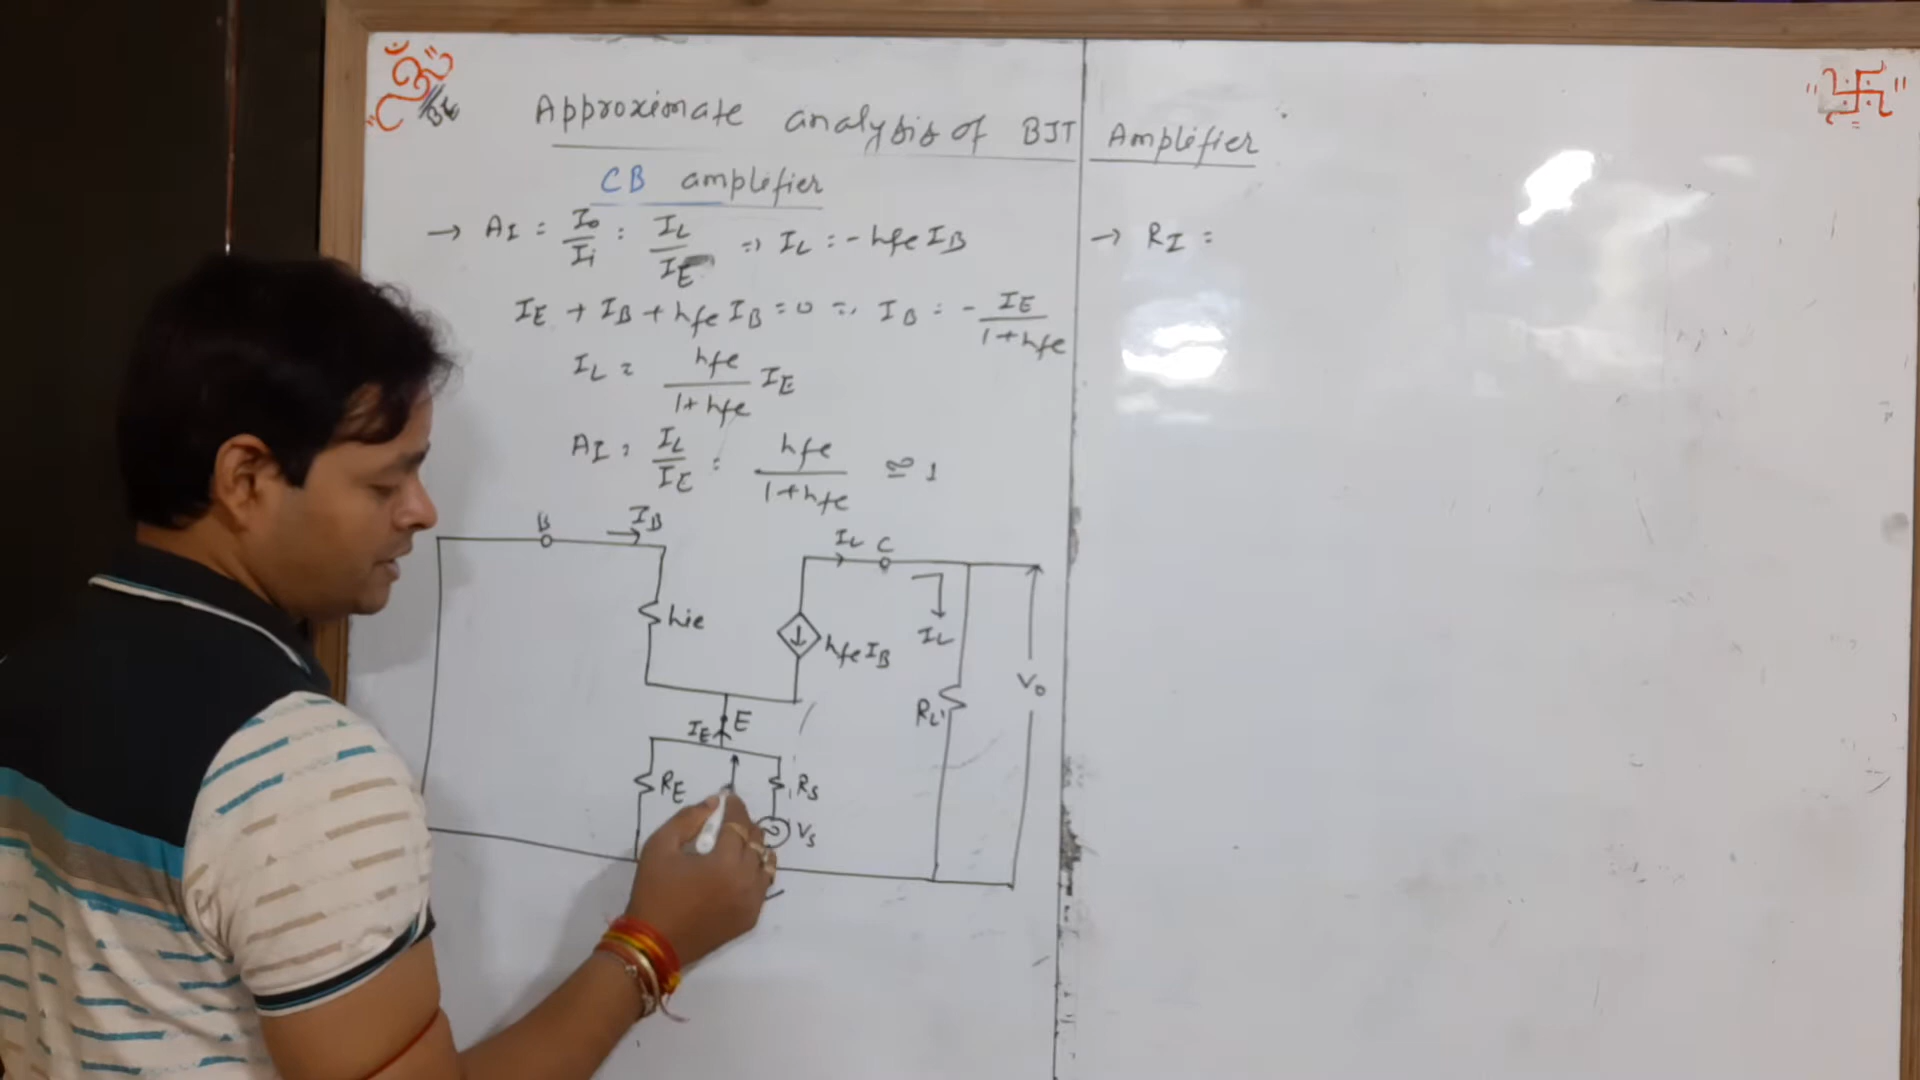 ॐ
BE
Approximate analysis of BJT Amplifier
CB amplifier
→ AI = Io/Ii = IL/IE ⇒ IL = -hfe IB
IE + IB + hfe IB = 0 ⇒ IB = - IE/1+hfe
IL = hfe/1+hfe IE
AI = IL/IE = hfe/1+hfe ≅ 1
→ RI =
B
IB
hie
IL
C
hfe IB
IL
RL'
Vo
IE
E
RE
RS
VS